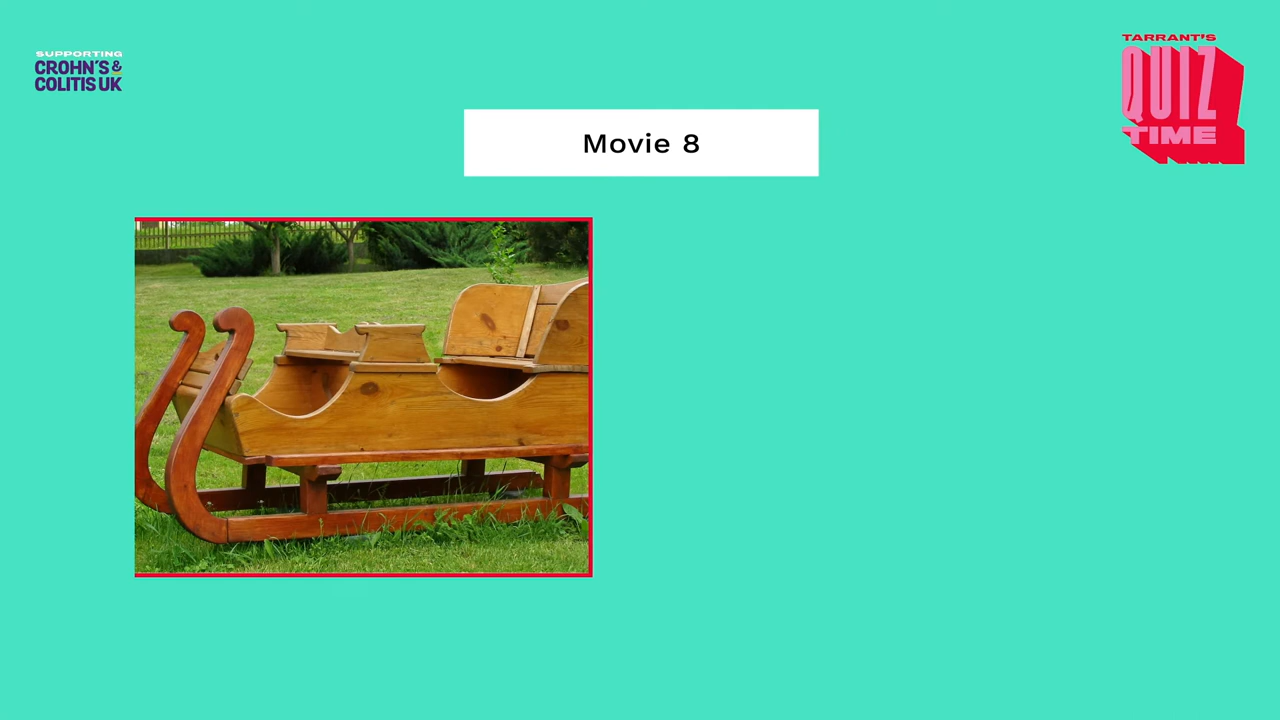 SUPPORTING
CROHN'S &
COLITIS UK
TARRANT'S
QUIZ
TIME
Movie 8